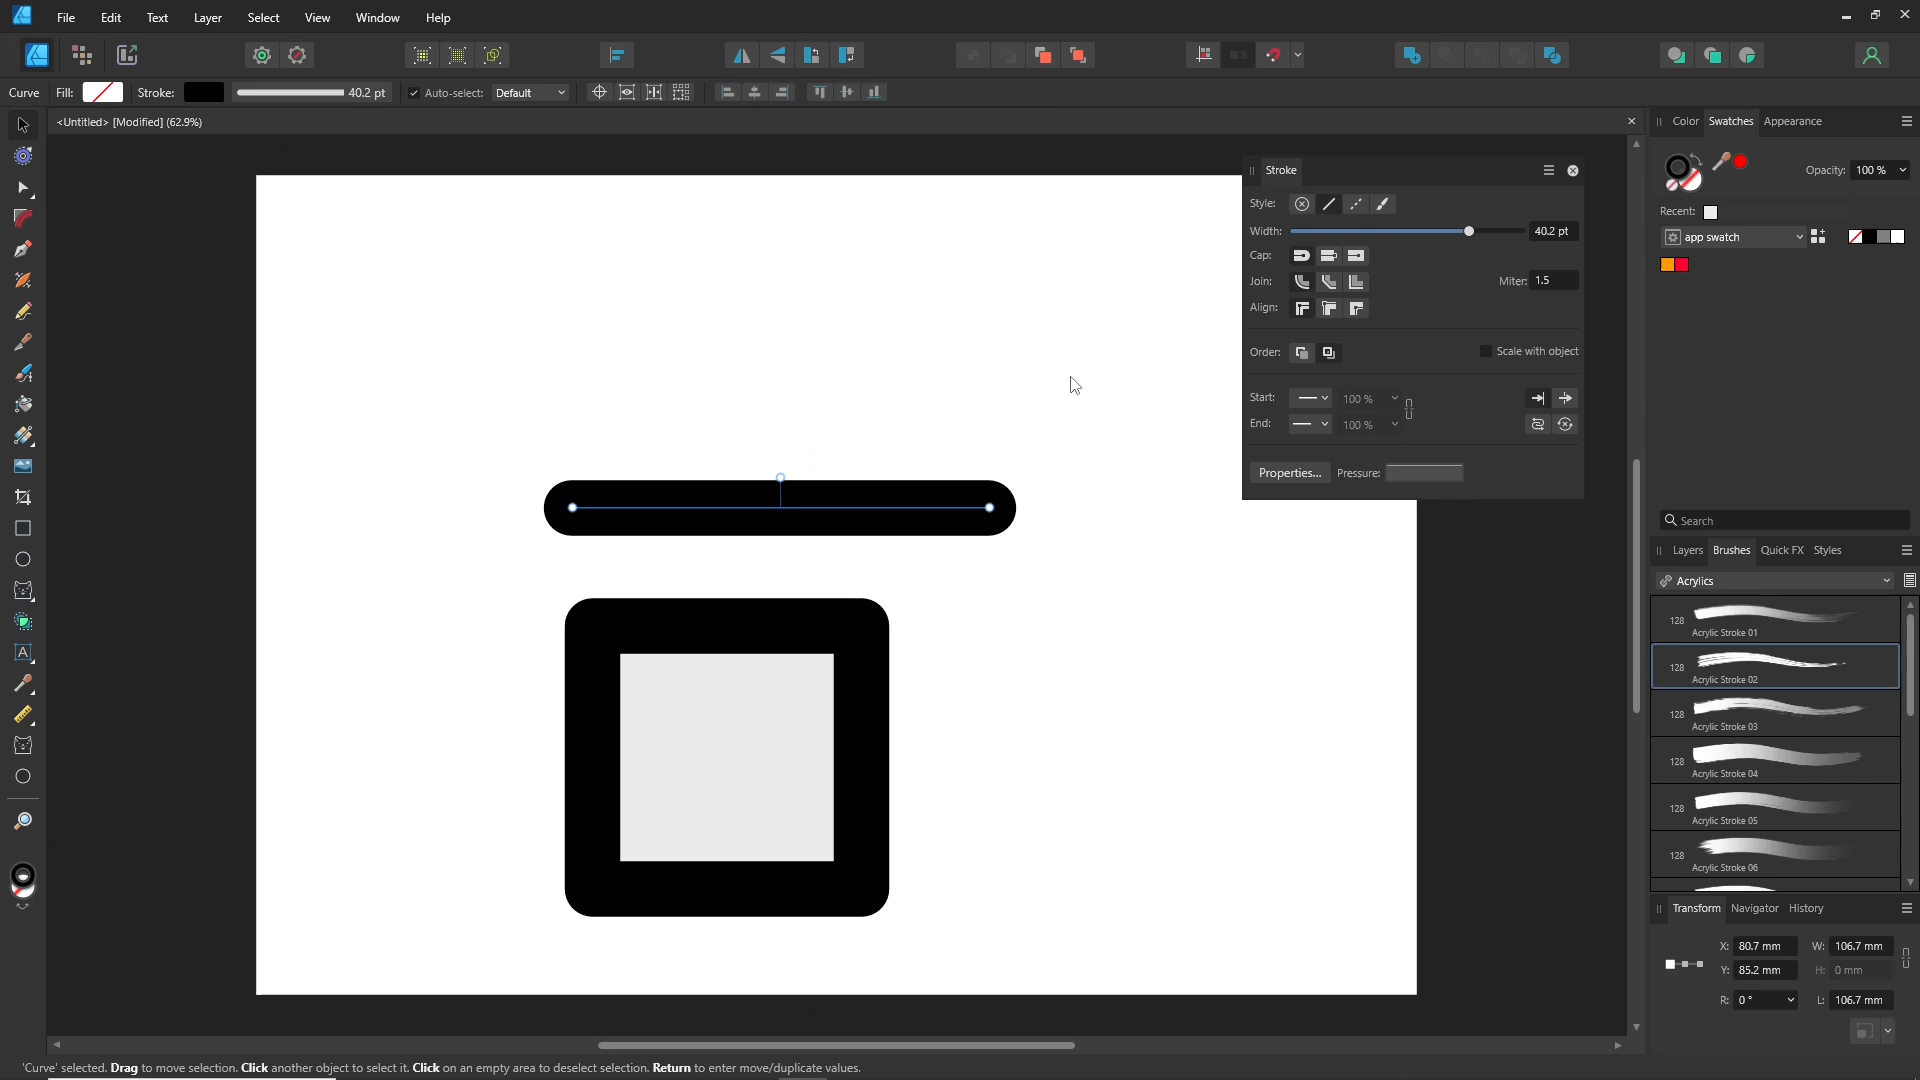 File Edit Text Layer Select View Window Help
Curve Fill: Stroke: 40.2 pt Auto-select: Default
<Untitled> [Modified] (62.9%)
Color Swatches Appearance
Opacity: 100 %
Recent:
app swatch
Stroke
Style:
Width: 40.2 pt
Cap:
Join: Miter: 1.5
Align:
Order: Scale with object
Start: 100 %
End: 100 %
Properties... Pressure:
Search
Layers Brushes Quick FX Styles
Acrylics
128 Acrylic Stroke 01
128 Acrylic Stroke 02
128 Acrylic Stroke 03
128 Acrylic Stroke 04
128 Acrylic Stroke 05
128 Acrylic Stroke 06
Transform Navigator History
X: 80.7 mm W: 106.7 mm
Y: 85.2 mm H: 0 mm
R: 0 ° L: 106.7 mm
'Curve' selected. Drag to move selection. Click another object to select it. Click on an empty area to deselect selection. Return to enter move/duplicate values.